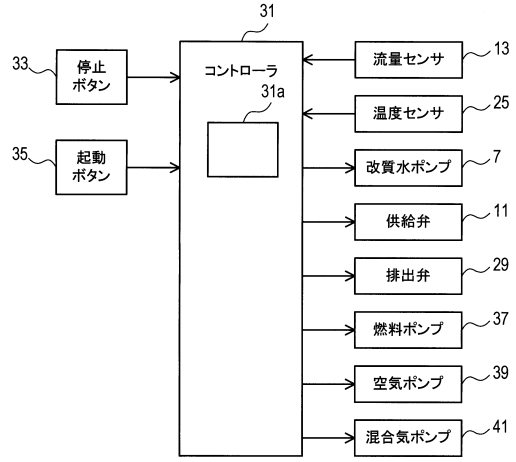 31
33
停止
ボタン
35
起動
ボタン
コントローラ
31a
流量センサ
13
温度センサ
25
改質水ポンプ
7
供給弁
11
排出弁
29
燃料ポンプ
37
空気ポンプ
39
混合気ポンプ
41